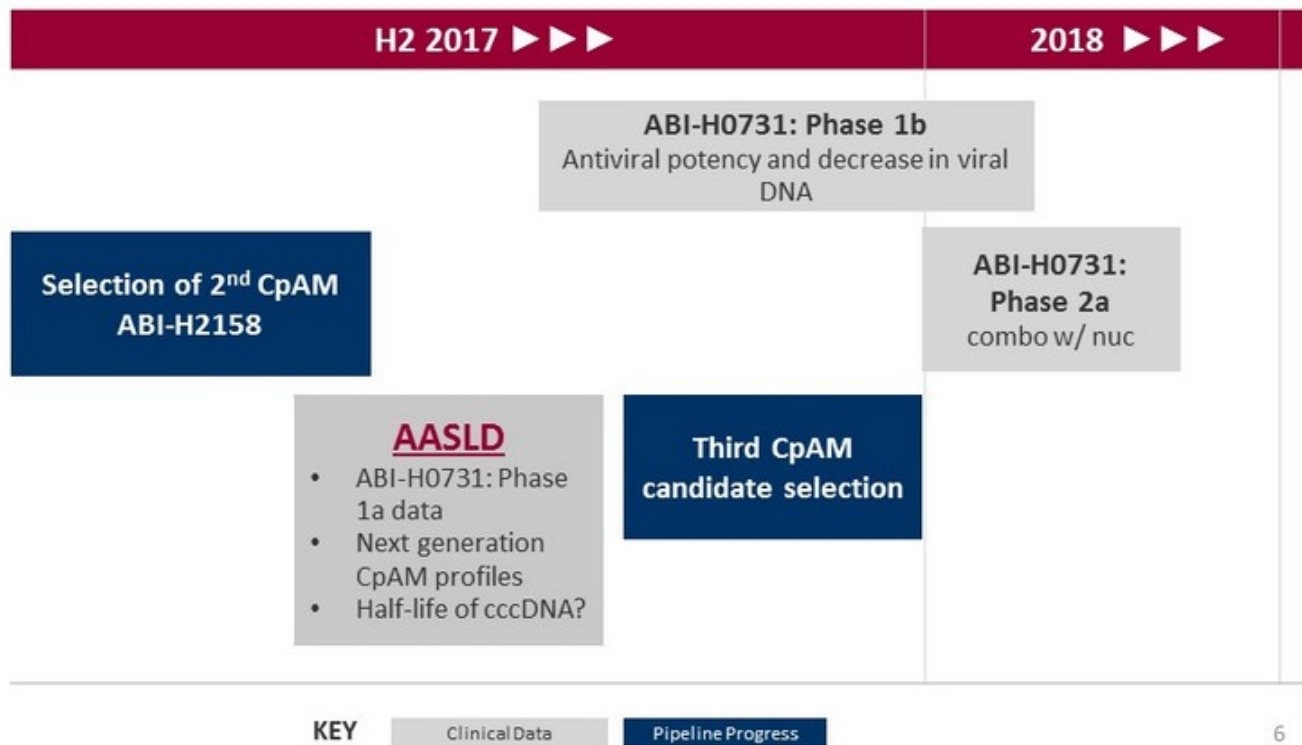 H2 2017 ▶ ▶ ▶
2018 ▶ ▶ ▶
ABI-H0731: Phase 1b
Antiviral potency and decrease in viral
DNA
Selection of 2nd CpAM
ABI-H2158
ABI-H0731:
Phase 2a
combo w/ nuc
AASLD
• ABI-H0731: Phase
1a data
• Next generation
CpAM profiles
• Half-life of cccDNA?
Third CpAM
candidate selection
KEY
Clinical Data
Pipeline Progress
6